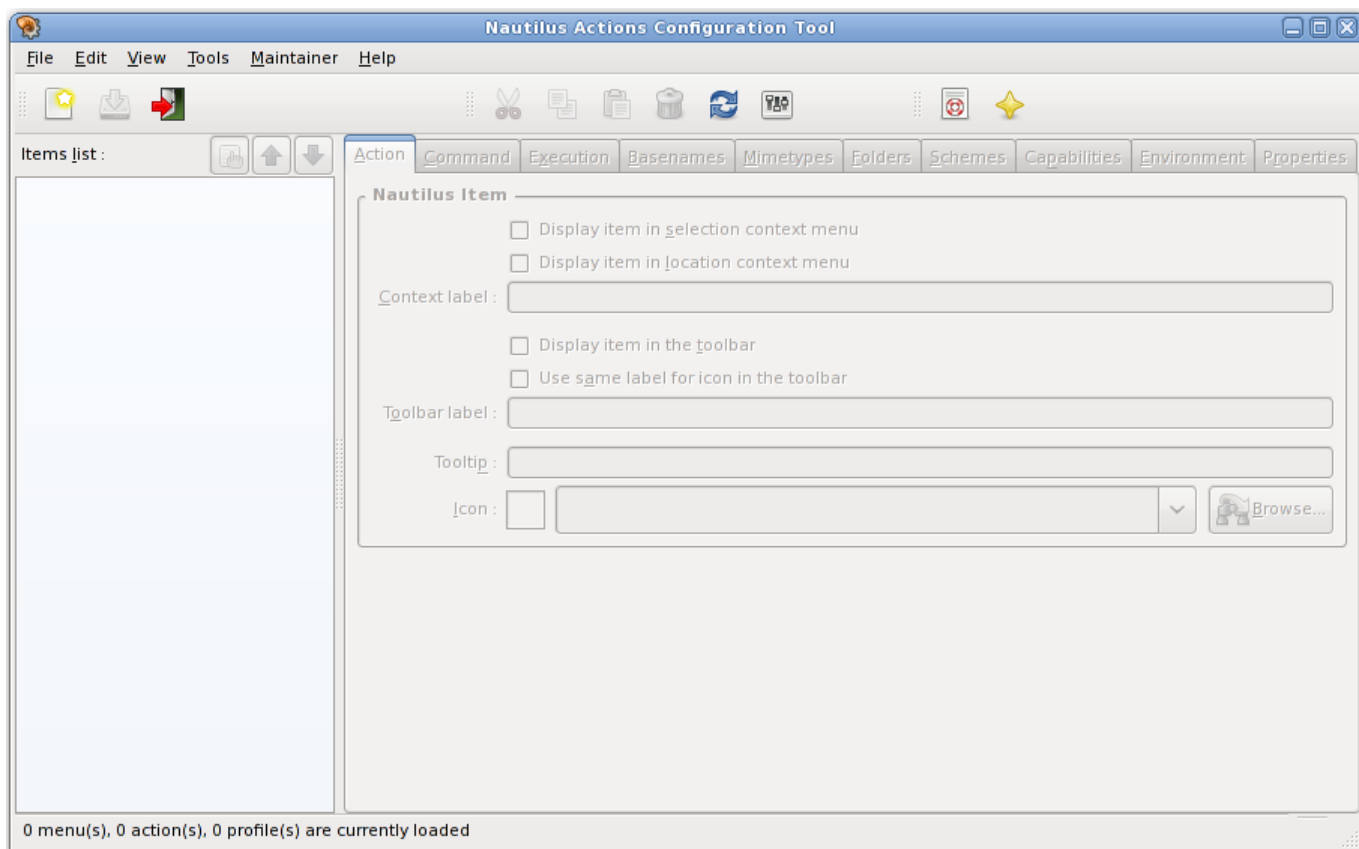 Nautilus Actions Configuration Tool
File Edit View Tools Maintainer Help
Items list :
Action Command Execution Basenames Mimetypes Folders Schemes Capabilities Environment Properties
Nautilus Item
Display item in selection context menu
Display item in location context menu
Context label :
Display item in the toolbar
Use same label for icon in the toolbar
Toolbar label :
Tooltip :
Icon : Browse...
0 menu(s), 0 action(s), 0 profile(s) are currently loaded